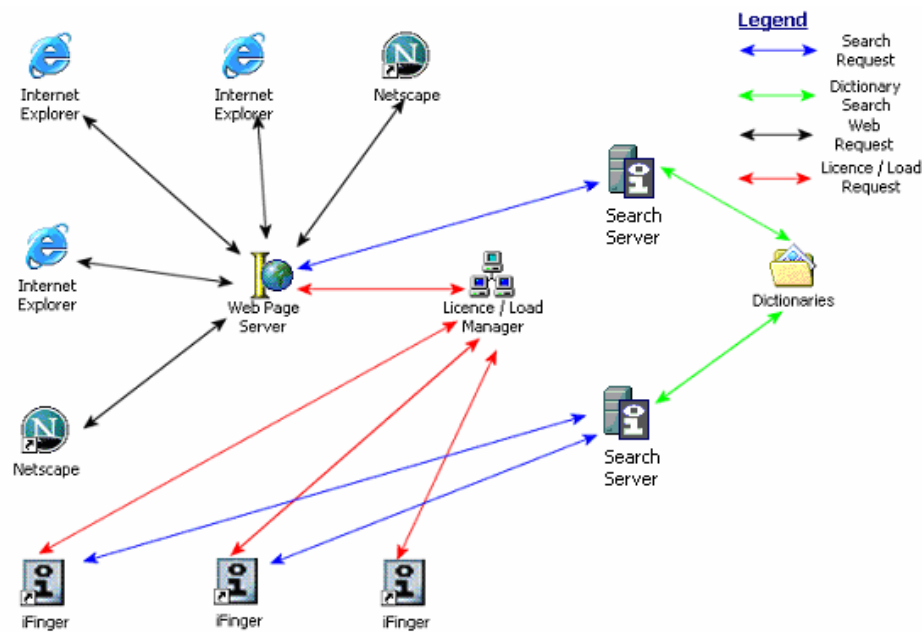 Legend
Search
Request
Dictionary
Search
Web
Request
Licence / Load
Request
Internet
Explorer
Internet
Explorer
Netscape
Search
Server
Internet
Explorer
Web Page
Server
Licence / Load
Manager
Dictionaries
Netscape
Search
Server
iFinger
iFinger
iFinger